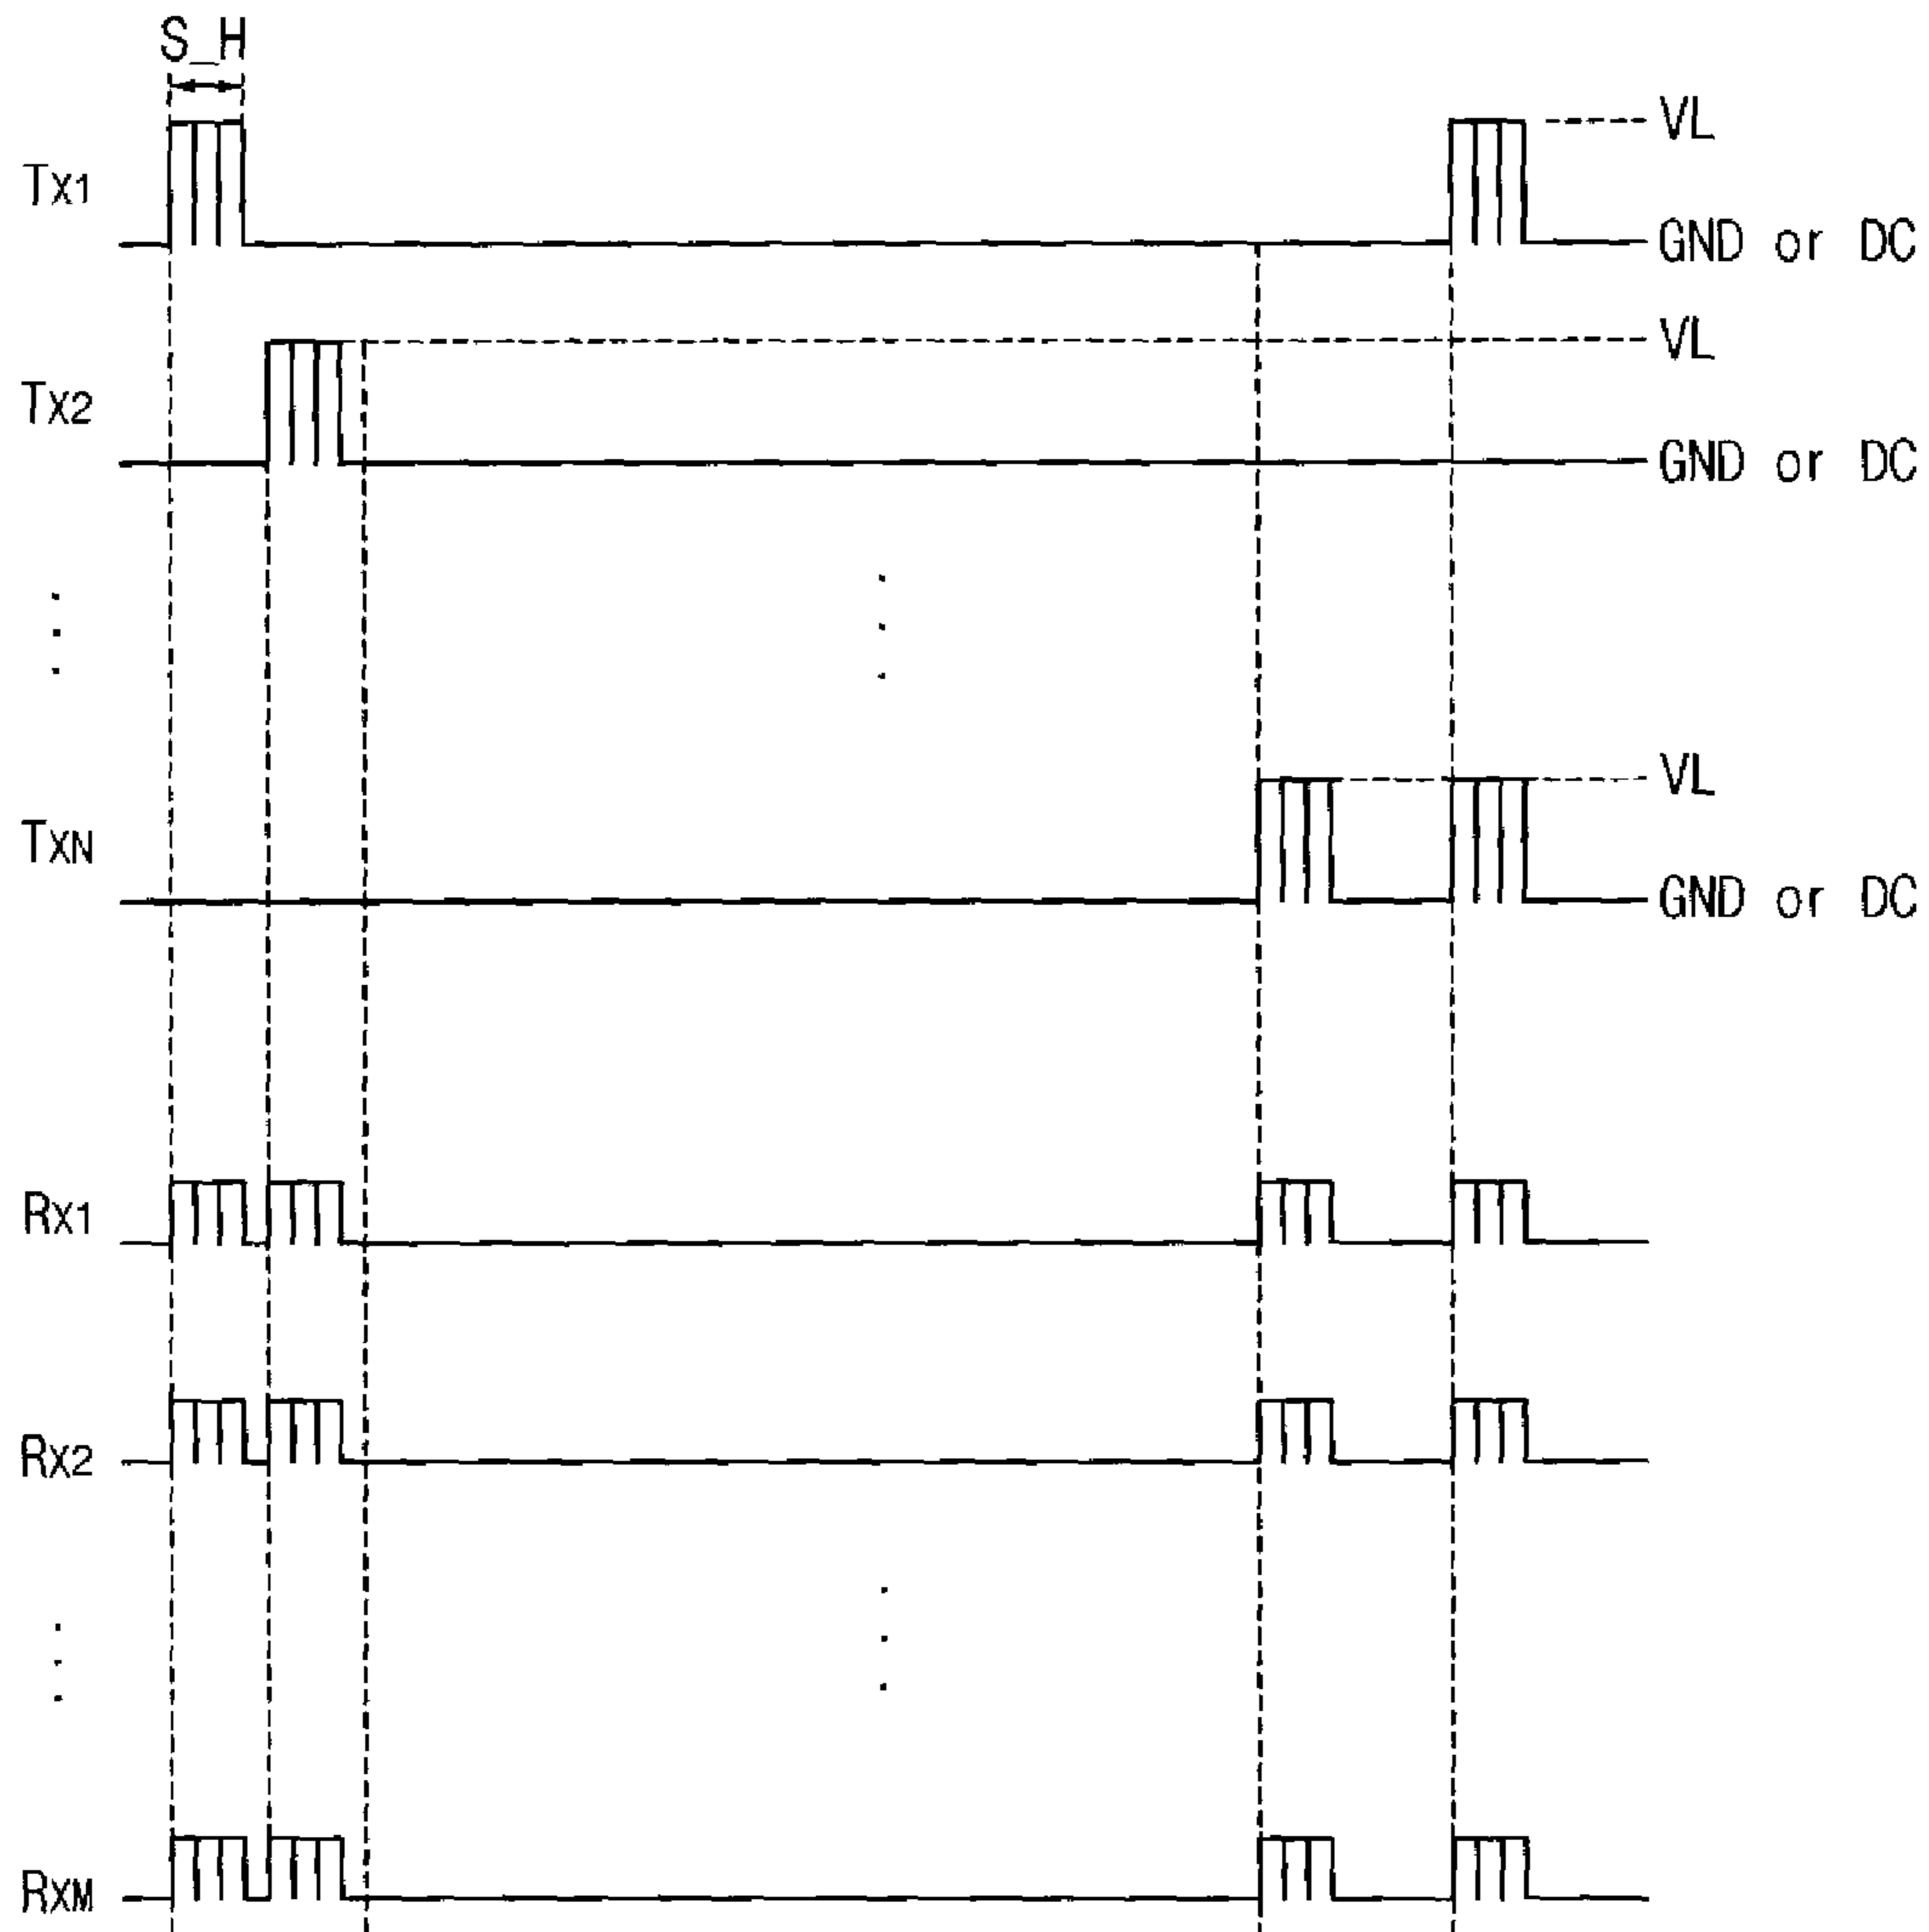 S_H
VL
Tx1
GND or DC
VL
Tx2
GND or DC
VL
TxN
GND or DC
Rx1
Rx2
RxM